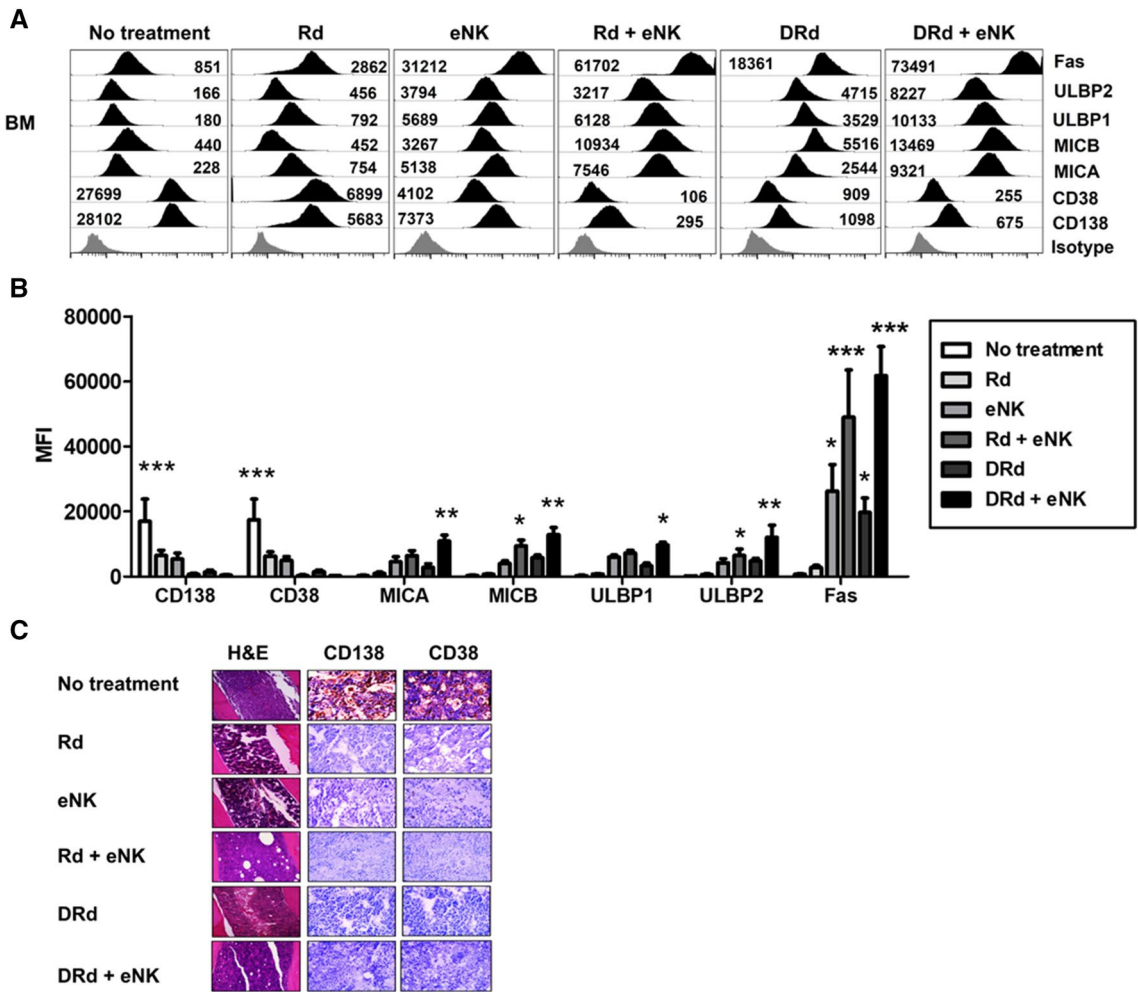 A
No treatment Rd eNK Rd + eNK DRd DRd + eNK
BM
851 2862 31212 61702 18361 73491 Fas
166 456 3794 3217 4715 8227 ULBP2
180 792 5689 6128 3529 10133 ULBP1
440 452 3267 10934 5516 13469 MICB
228 754 5138 7546 2544 9321 MICA
27699 6899 4102 106 909 255 CD38
28102 5683 7373 295 1098 675 CD138
Isotype
B
80000
60000
40000
20000
0
MFI
*** *** ** * ** * * ** * *** * ***
CD138 CD38 MICA MICB ULBP1 ULBP2 Fas
No treatment
Rd
eNK
Rd + eNK
DRd
DRd + eNK
C
H&E CD138 CD38
No treatment
Rd
eNK
Rd + eNK
DRd
DRd + eNK